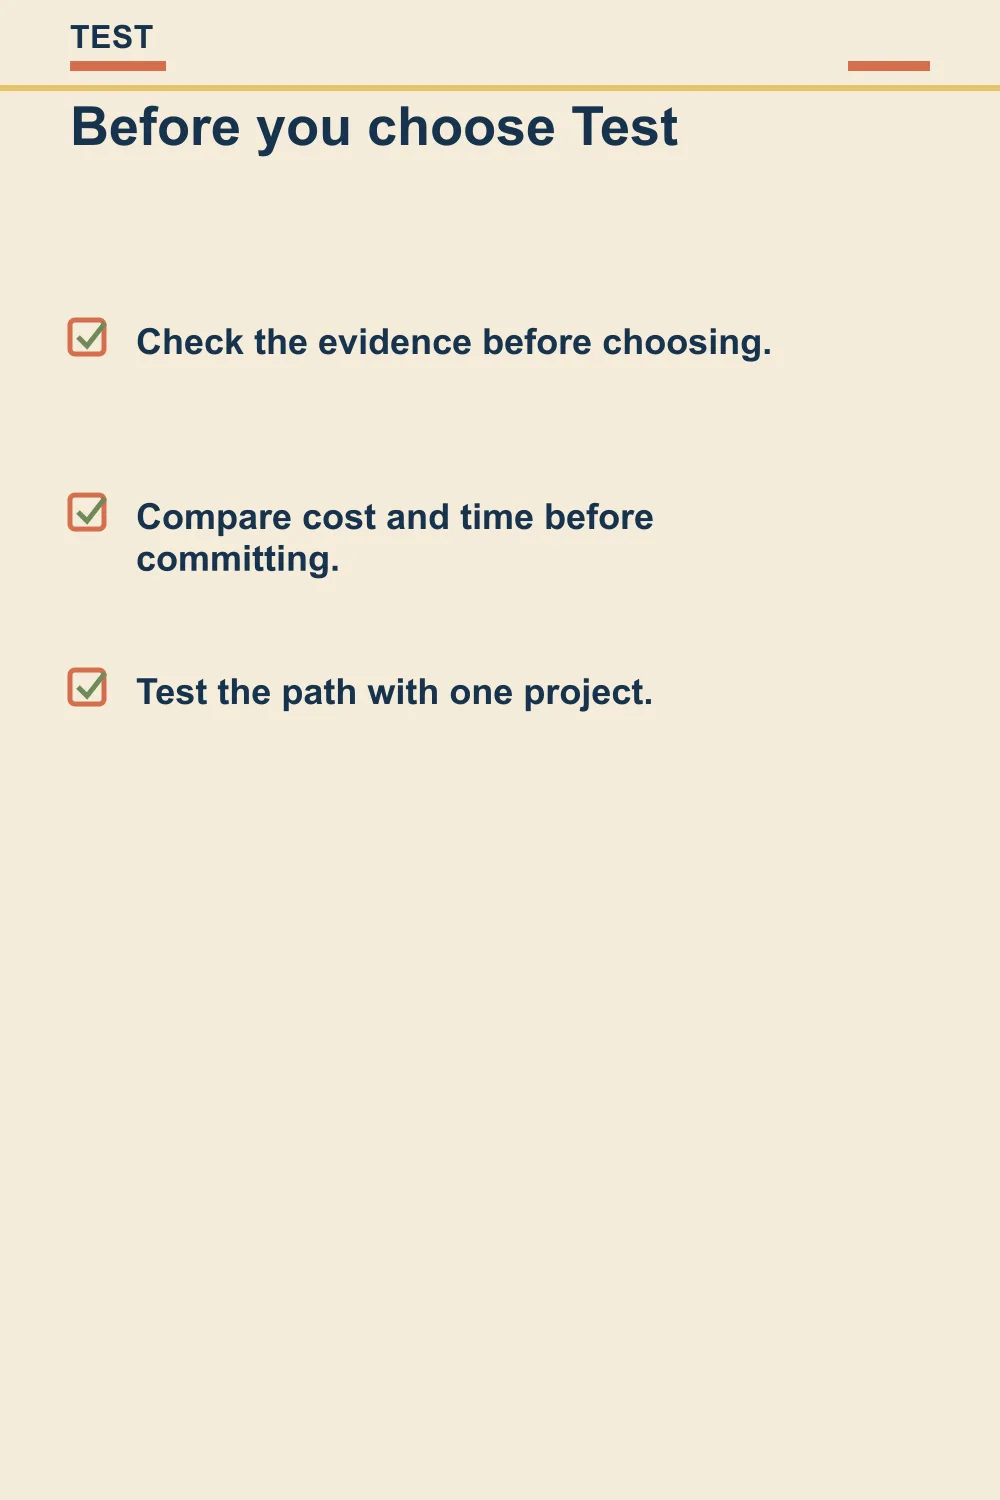 TEST
Before you choose Test
Check the evidence before choosing.
Compare cost and time before
committing.
Test the path with one project.